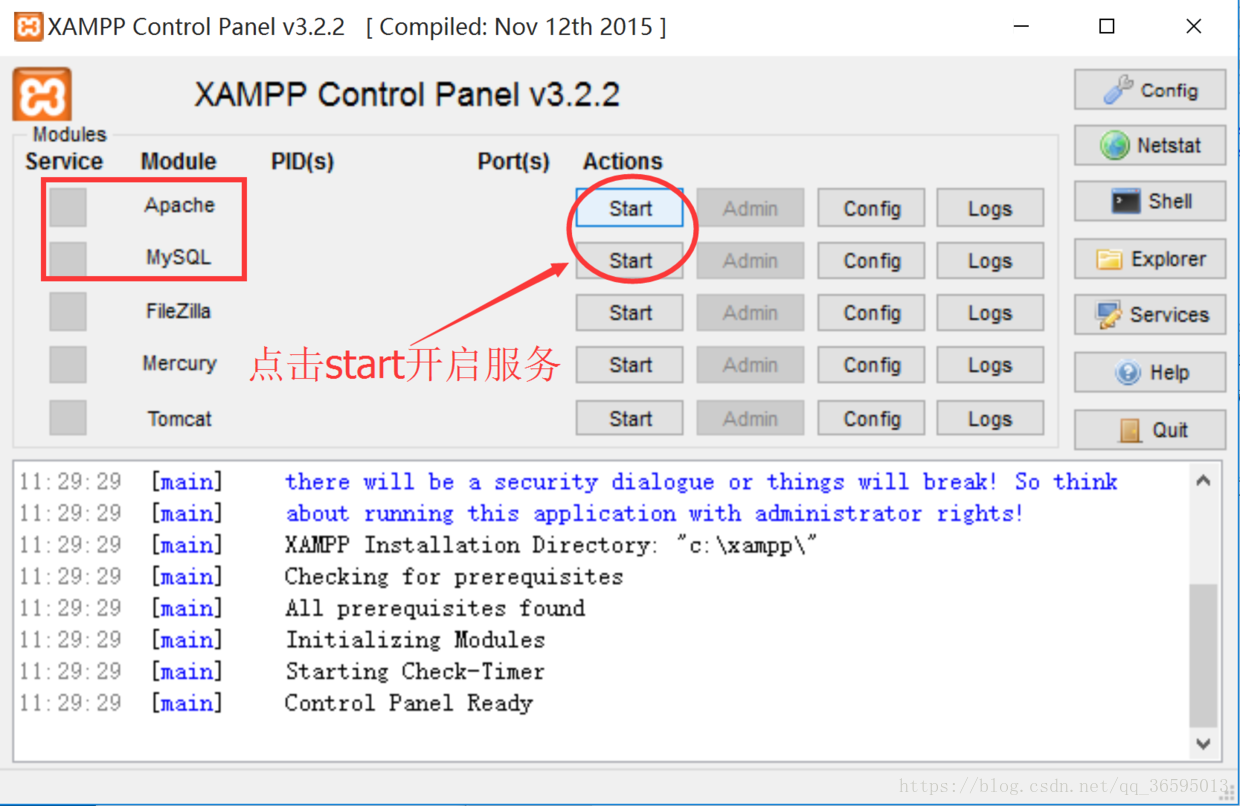 XAMPP Control Panel v3.2.2 [ Compiled: Nov 12th 2015 ]
XAMPP Control Panel v3.2.2
Config
Netstat
Shell
Explorer
Services
Help
Quit
Modules
Service Module PID(s) Port(s) Actions
Apache Start Admin Config Logs
MySQL Start Admin Config Logs
FileZilla Start Admin Config Logs
Mercury Start Admin Config Logs
Tomcat Start Admin Config Logs
点击start开启服务
11:29:29 [main] there will be a security dialogue or things will break! So think
11:29:29 [main] about running this application with administrator rights!
11:29:29 [main] XAMPP Installation Directory: "c:\xampp\"
11:29:29 [main] Checking for prerequisites
11:29:29 [main] All prerequisites found
11:29:29 [main] Initializing Modules
11:29:29 [main] Starting Check-Timer
11:29:29 [main] Control Panel Ready
https://blog.csdn.net/qq_36595013